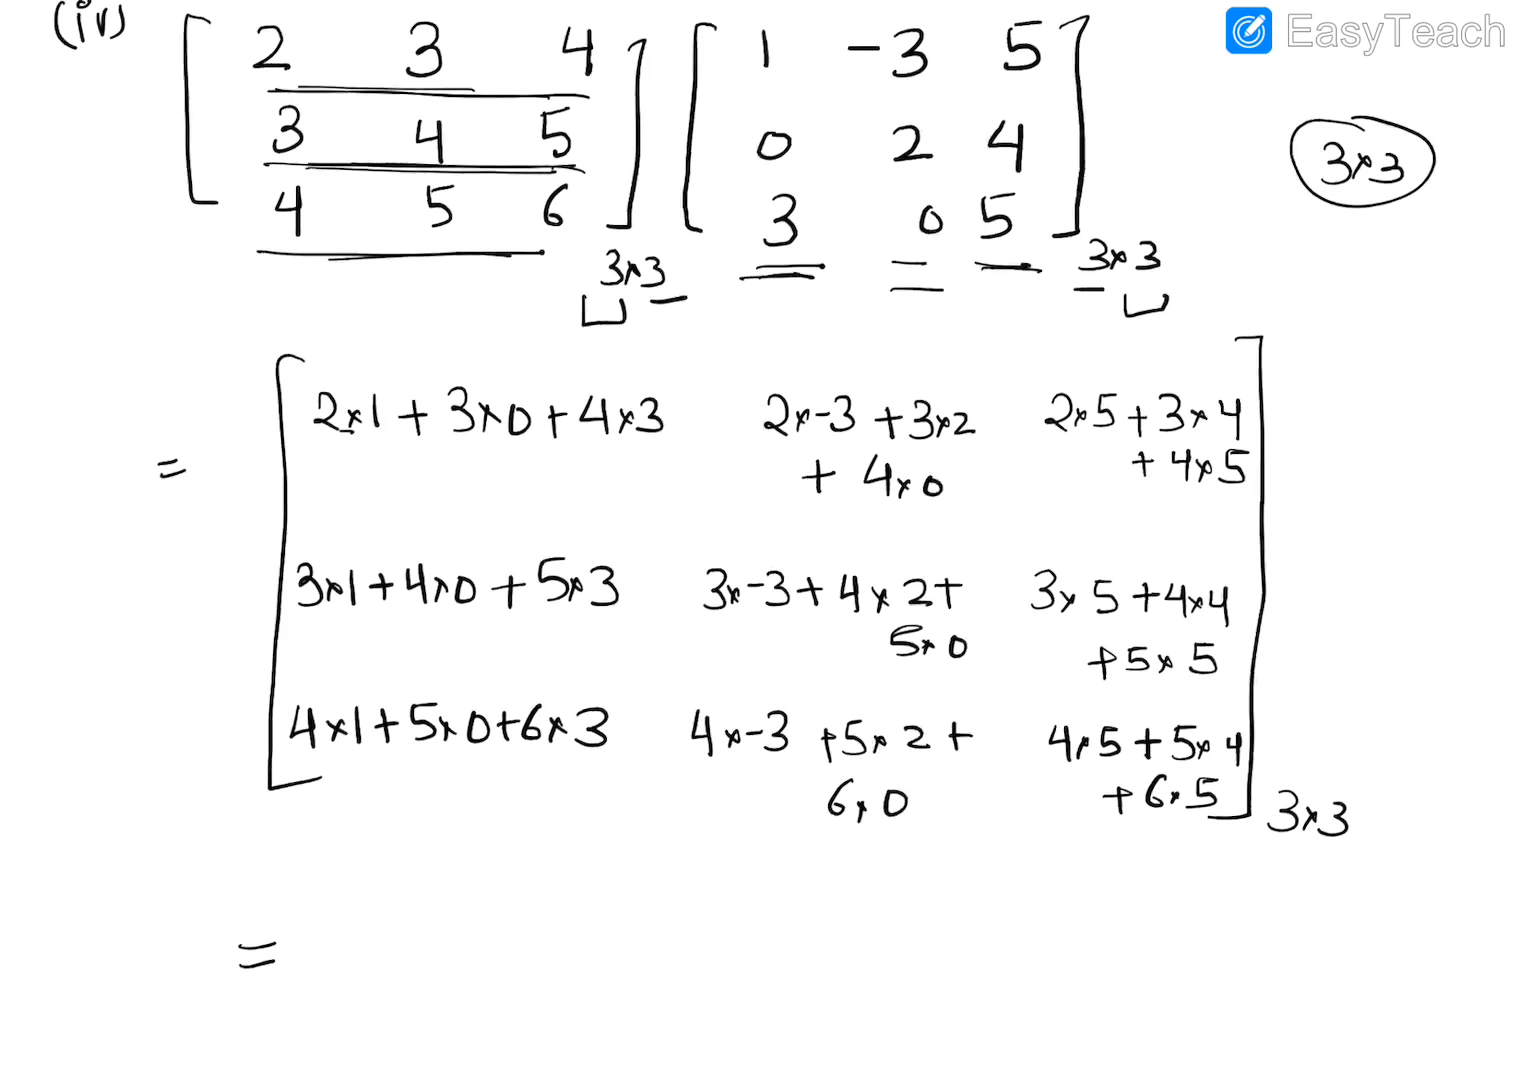 (iv) [ 2 3 4 ] [ 1 -3 5 ]
3 4 5 0 2 4
4 5 6 3 0 5
3×3 3×3
EasyTeach
3×3
= [ 2×1+3×0+4×3 2×-3+3×2 2×5+3×4 ]
+ 4×0 + 4×5
3×1+4×0+5×3 3×-3+4×2+ 3×5+4×4
5×0 +5×5
4×1+5×0+6×3 4×-3+5×2+ 4×5+5×4
6×0 +6×5
3×3
=